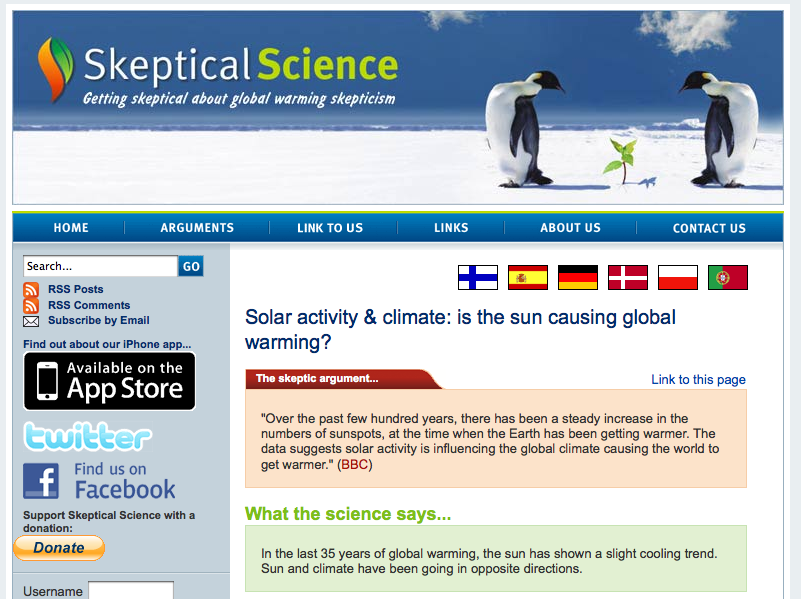 Skeptical Science
Getting skeptical about global warming skepticism
HOME
ARGUMENTS
LINK TO US
LINKS
ABOUT US
CONTACT US
Search...
GO
RSS Posts
RSS Comments
Subscribe by Email
Find out about our iPhone app...
Available on the
App Store
twitter
f
Find us on
Facebook
Support Skeptical Science with a
donation:
Donate
Username
Solar activity & climate: is the sun causing global
warming?
The skeptic argument...
Link to this page
"Over the past few hundred years, there has been a steady increase in the
numbers of sunspots, at the time when the Earth has been getting warmer. The
data suggests solar activity is influencing the global climate causing the world to
get warmer." (BBC)
What the science says...
In the last 35 years of global warming, the sun has shown a slight cooling trend.
Sun and climate have been going in opposite directions.